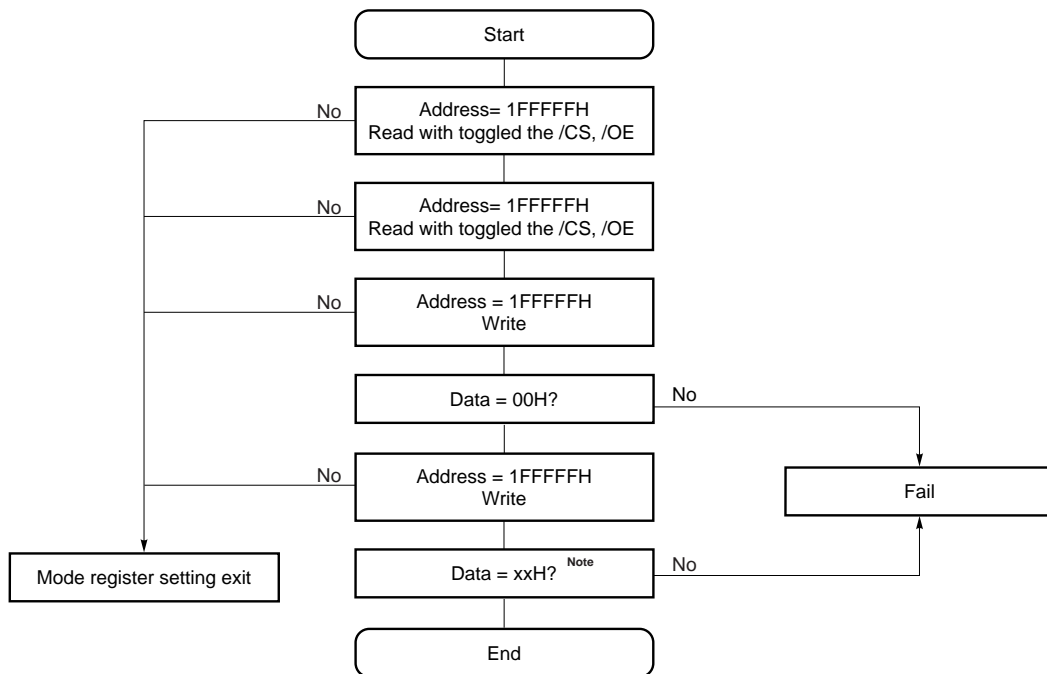 Start
No
Address= 1FFFFFH
Read with toggled the /CS, /OE
No
Address= 1FFFFFH
Read with toggled the /CS, /OE
No
Address = 1FFFFFH
Write
Data = 00H?
No
No
Address = 1FFFFFH
Write
Fail
Mode register setting exit
Data = xxH? Note
No
End